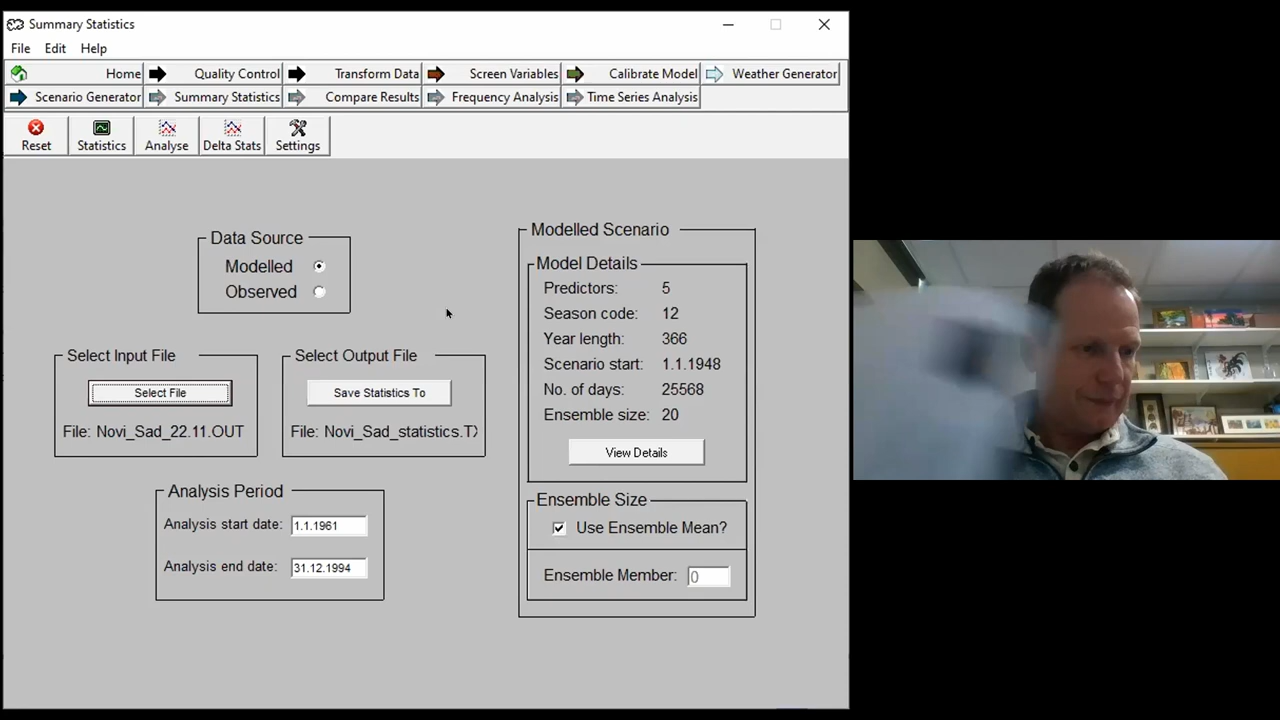 Summary Statistics
File Edit Help
Home Quality Control Transform Data Screen Variables Calibrate Model Weather Generator
Scenario Generator Summary Statistics Compare Results Frequency Analysis Time Series Analysis
Reset Statistics Analyse Delta Stats Settings
Data Source
Modelled
Observed
Select Input File
Select File
File: Novi_Sad_22.11.OUT
Select Output File
Save Statistics To
File: Novi_Sad_statistics.TX
Analysis Period
Analysis start date: 1.1.1961
Analysis end date: 31.12.1994
Modelled Scenario
Model Details
Predictors: 5
Season code: 12
Year length: 366
Scenario start: 1.1.1948
No. of days: 25568
Ensemble size: 20
View Details
Ensemble Size
Use Ensemble Mean?
Ensemble Member: 0